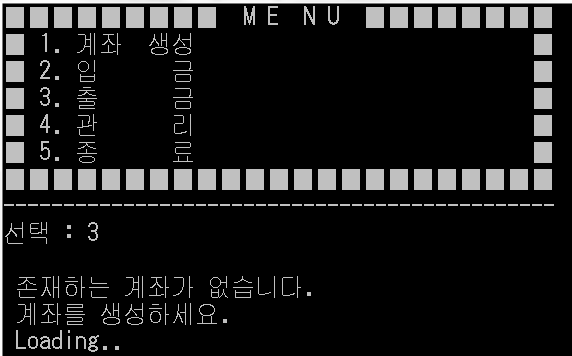 MENU
1. 계좌 생성
2. 입 금
3. 출 금
4. 관 리
5. 종 료
선택 : 3
존재하는 계좌가 없습니다.
계좌를 생성하세요.
Loading..